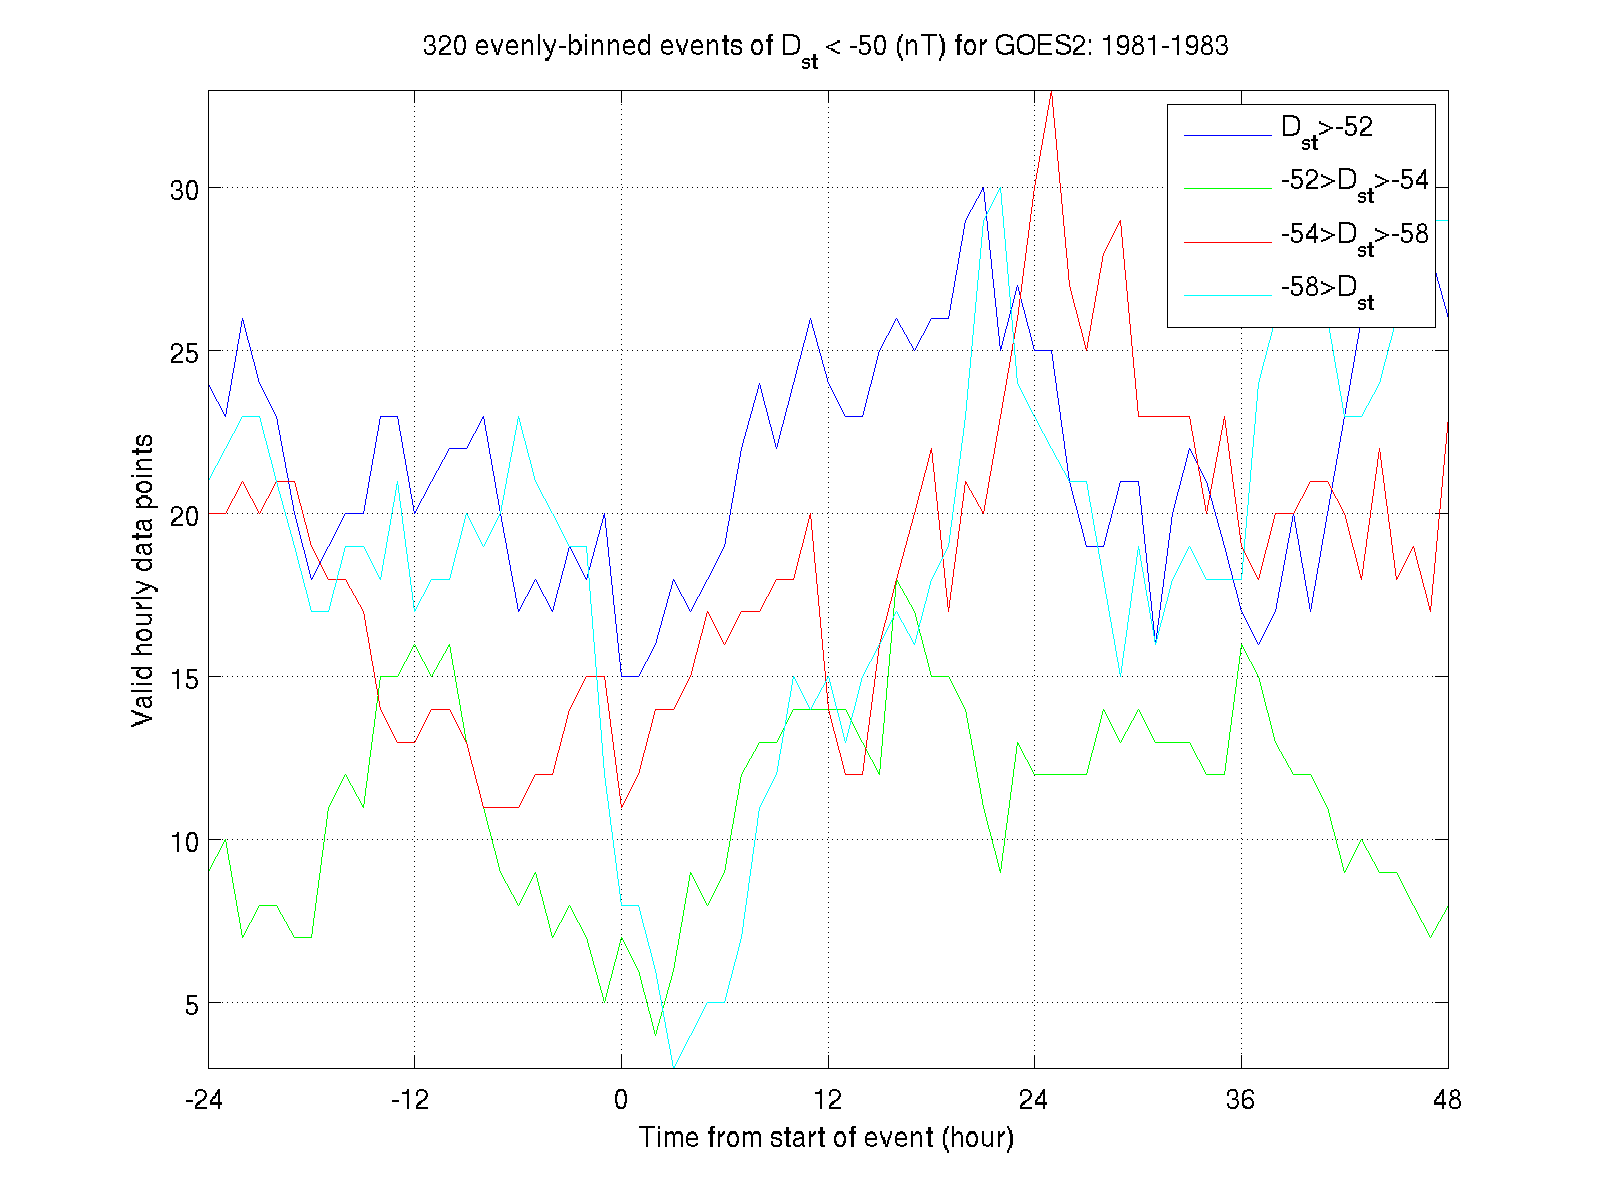 320 evenly-binned events of Dst < -50 (nT) for GOES2: 1981-1983
Dst>-52
-52>Dst>-54
-54>Dst>-58
-58>Dst
Valid hourly data points
30
25
20
15
10
5
-24 -12 0 12 24 36 48
Time from start of event (hour)